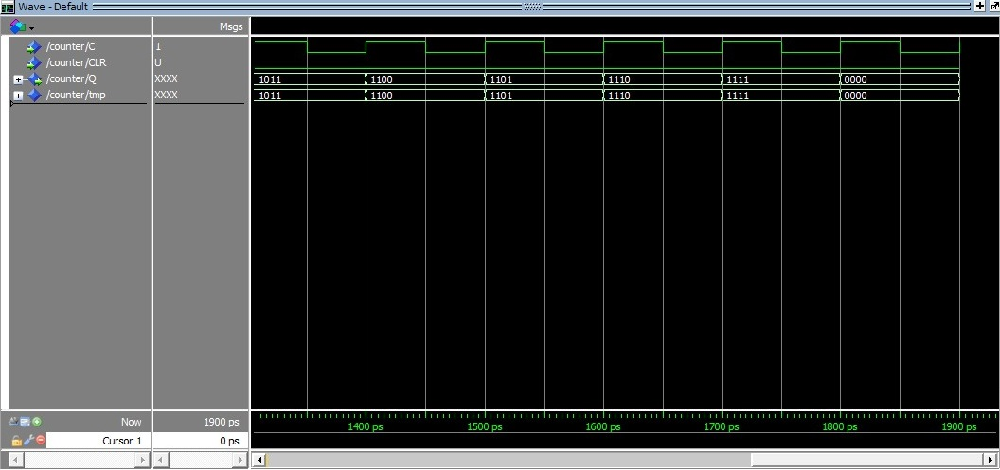 Wave - Default
Msgs
/counter/C 1
/counter/CLR U
/counter/Q XXXX 1011 1100 1101 1110 1111 0000
/counter/tmp XXXX 1011 1100 1101 1110 1111 0000
Now 1900 ps 1400 ps 1500 ps 1600 ps 1700 ps 1800 ps 1900 ps
Cursor 1 0 ps